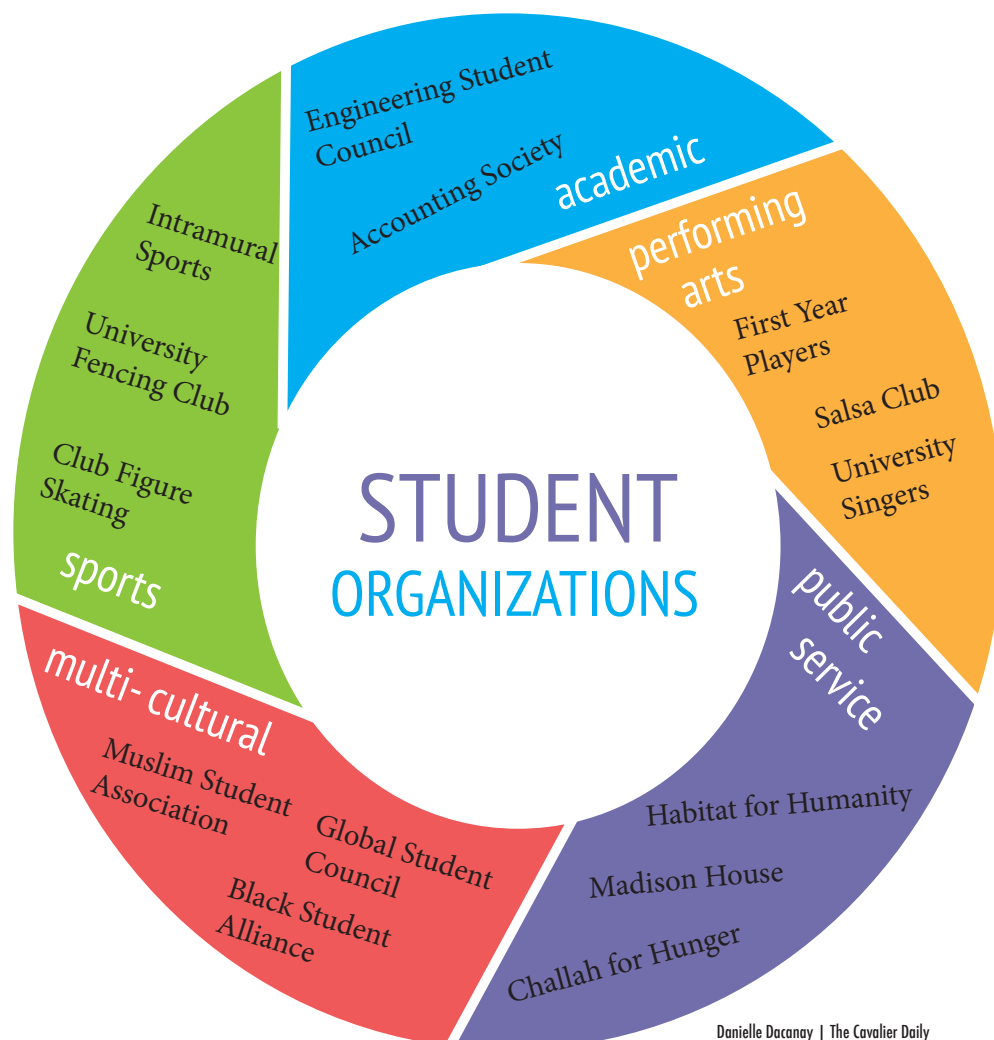 Engineering Student
Council
Accounting Society
academic
performing
arts
First Year
Players
Salsa Club
University
Singers
public
service
Habitat for Humanity
Madison House
Challah for Hunger
multi- cultural
Muslim Student
Association
Global Student
Council
Black Student
Alliance
Intramural
Sports
University
Fencing Club
Club Figure
Skating
sports
STUDENT
ORGANIZATIONS
Danielle Dacanay | The Cavalier Daily